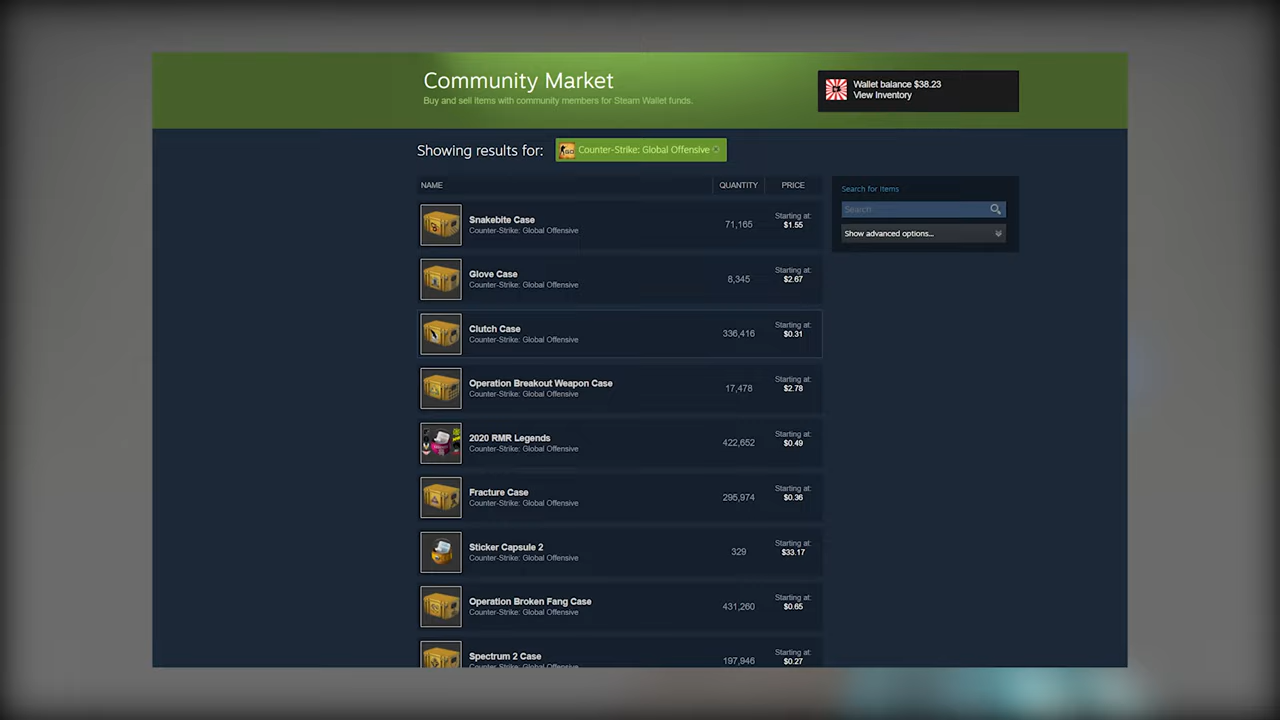 Community Market
Buy and sell items with community members for Steam Wallet funds.
Wallet balance $38.23
View Inventory
Showing results for:
Counter-Strike: Global Offensive
NAME QUANTITY PRICE
Search for Items
Search
Show advanced options...
Snakebite Case
Counter-Strike: Global Offensive
71,165
Starting at:
$1.55
Glove Case
Counter-Strike: Global Offensive
8,345
Starting at:
$2.67
Clutch Case
Counter-Strike: Global Offensive
336,416
Starting at:
$0.31
Operation Breakout Weapon Case
Counter-Strike: Global Offensive
17,478
Starting at:
$2.78
2020 RMR Legends
Counter-Strike: Global Offensive
422,652
Starting at:
$0.49
Fracture Case
Counter-Strike: Global Offensive
295,974
Starting at:
$0.36
Sticker Capsule 2
Counter-Strike: Global Offensive
329
Starting at:
$33.17
Operation Broken Fang Case
Counter-Strike: Global Offensive
431,260
Starting at:
$0.65
Spectrum 2 Case
Counter-Strike: Global Offensive
197,946
Starting at:
$0.27